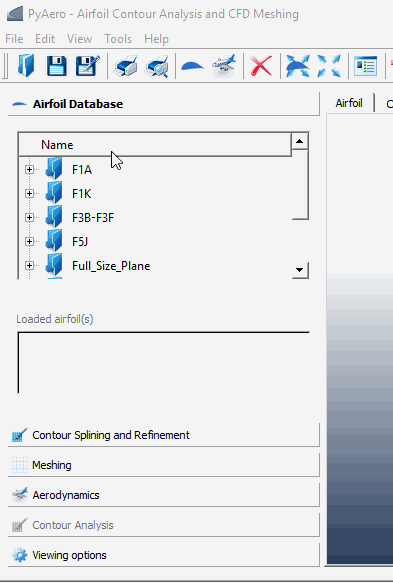 PyAero - Airfoil Contour Analysis and CFD Meshing
File Edit View Tools Help
Airfoil Database
Airfoil
Name
F1A
F1K
F3B-F3F
F5J
Full_Size_Plane
Loaded airfoil(s)
Contour Splining and Refinement
Meshing
Aerodynamics
Contour Analysis
Viewing options